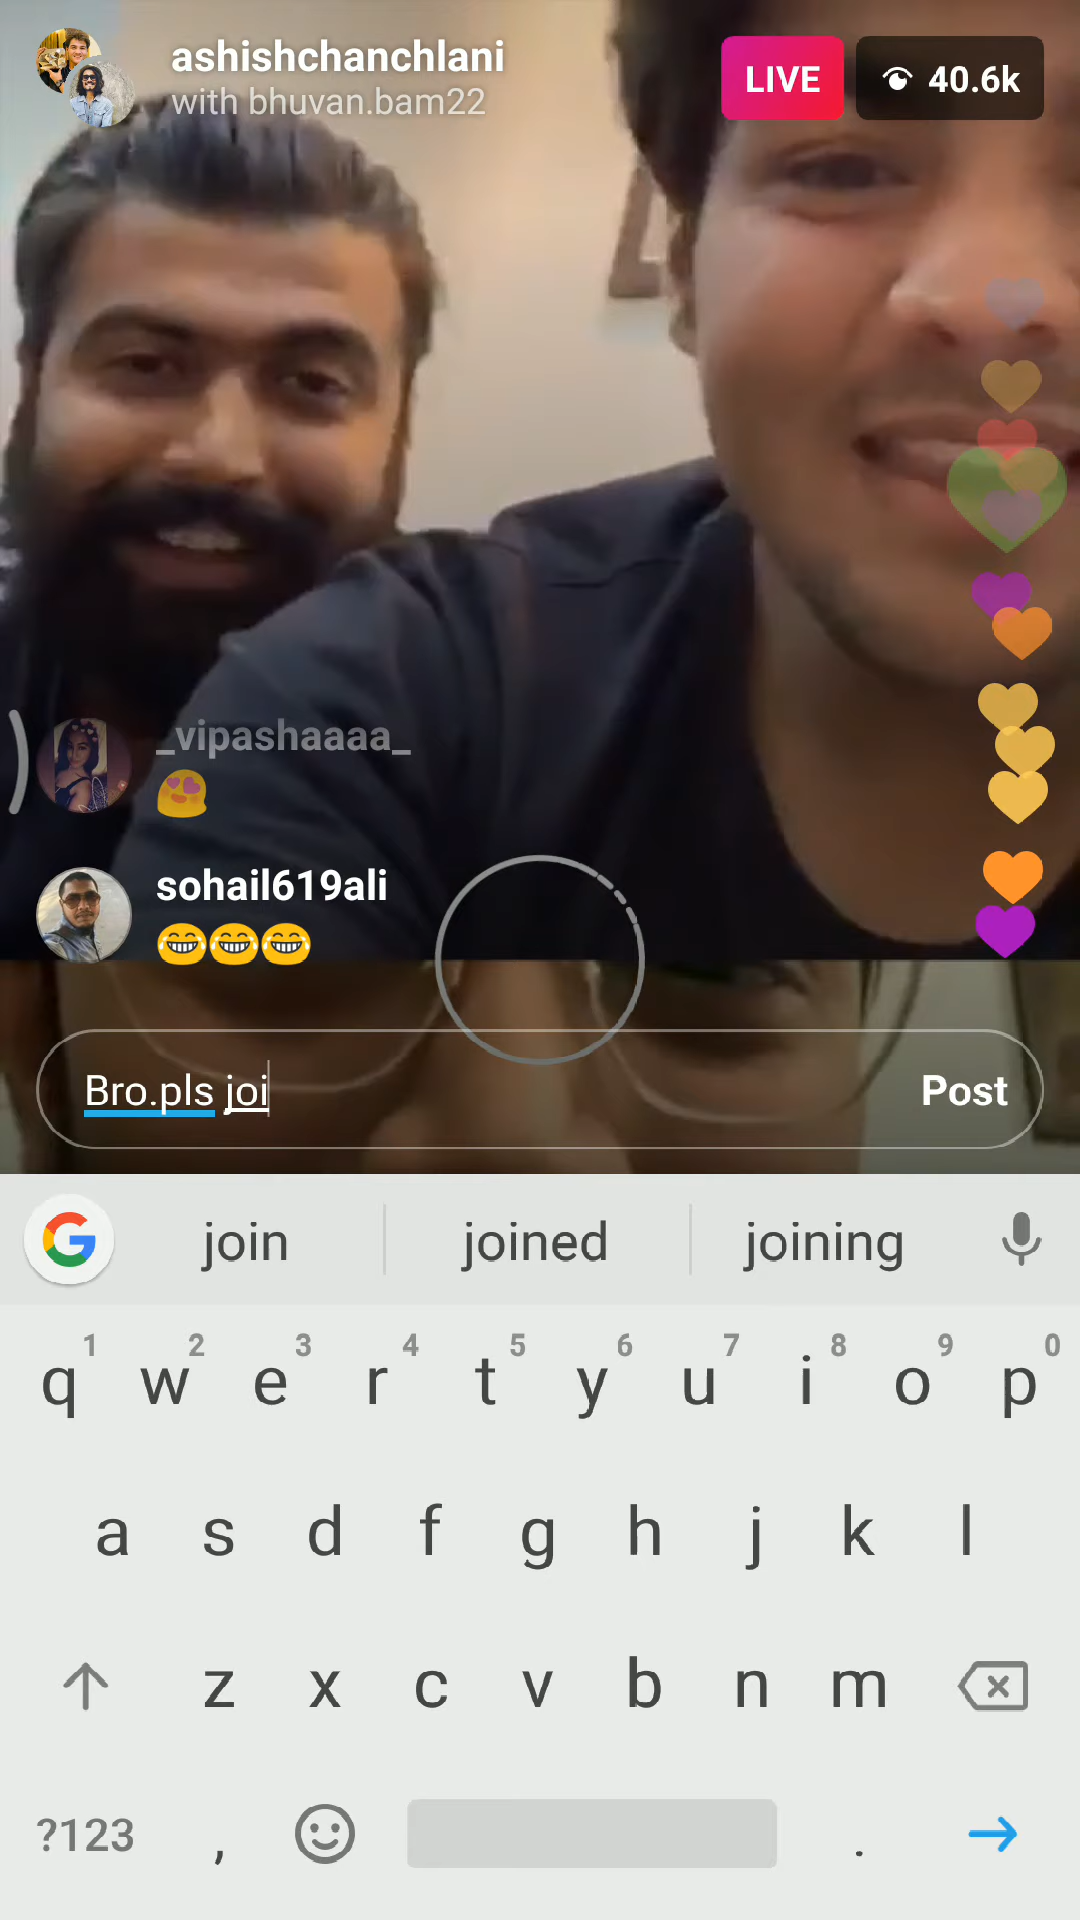 ashishchanchlani
with bhuvan.bam22
LIVE
40.6k
_vipashaaaa_
😍
sohail619ali
😂😂😂
Bro.pls joi
Post
join joined joining
1 2 3 4 5 6 7 8 9 0
q w e r t y u i o p
a s d f g h j k l
z x c v b n m
?123 , .